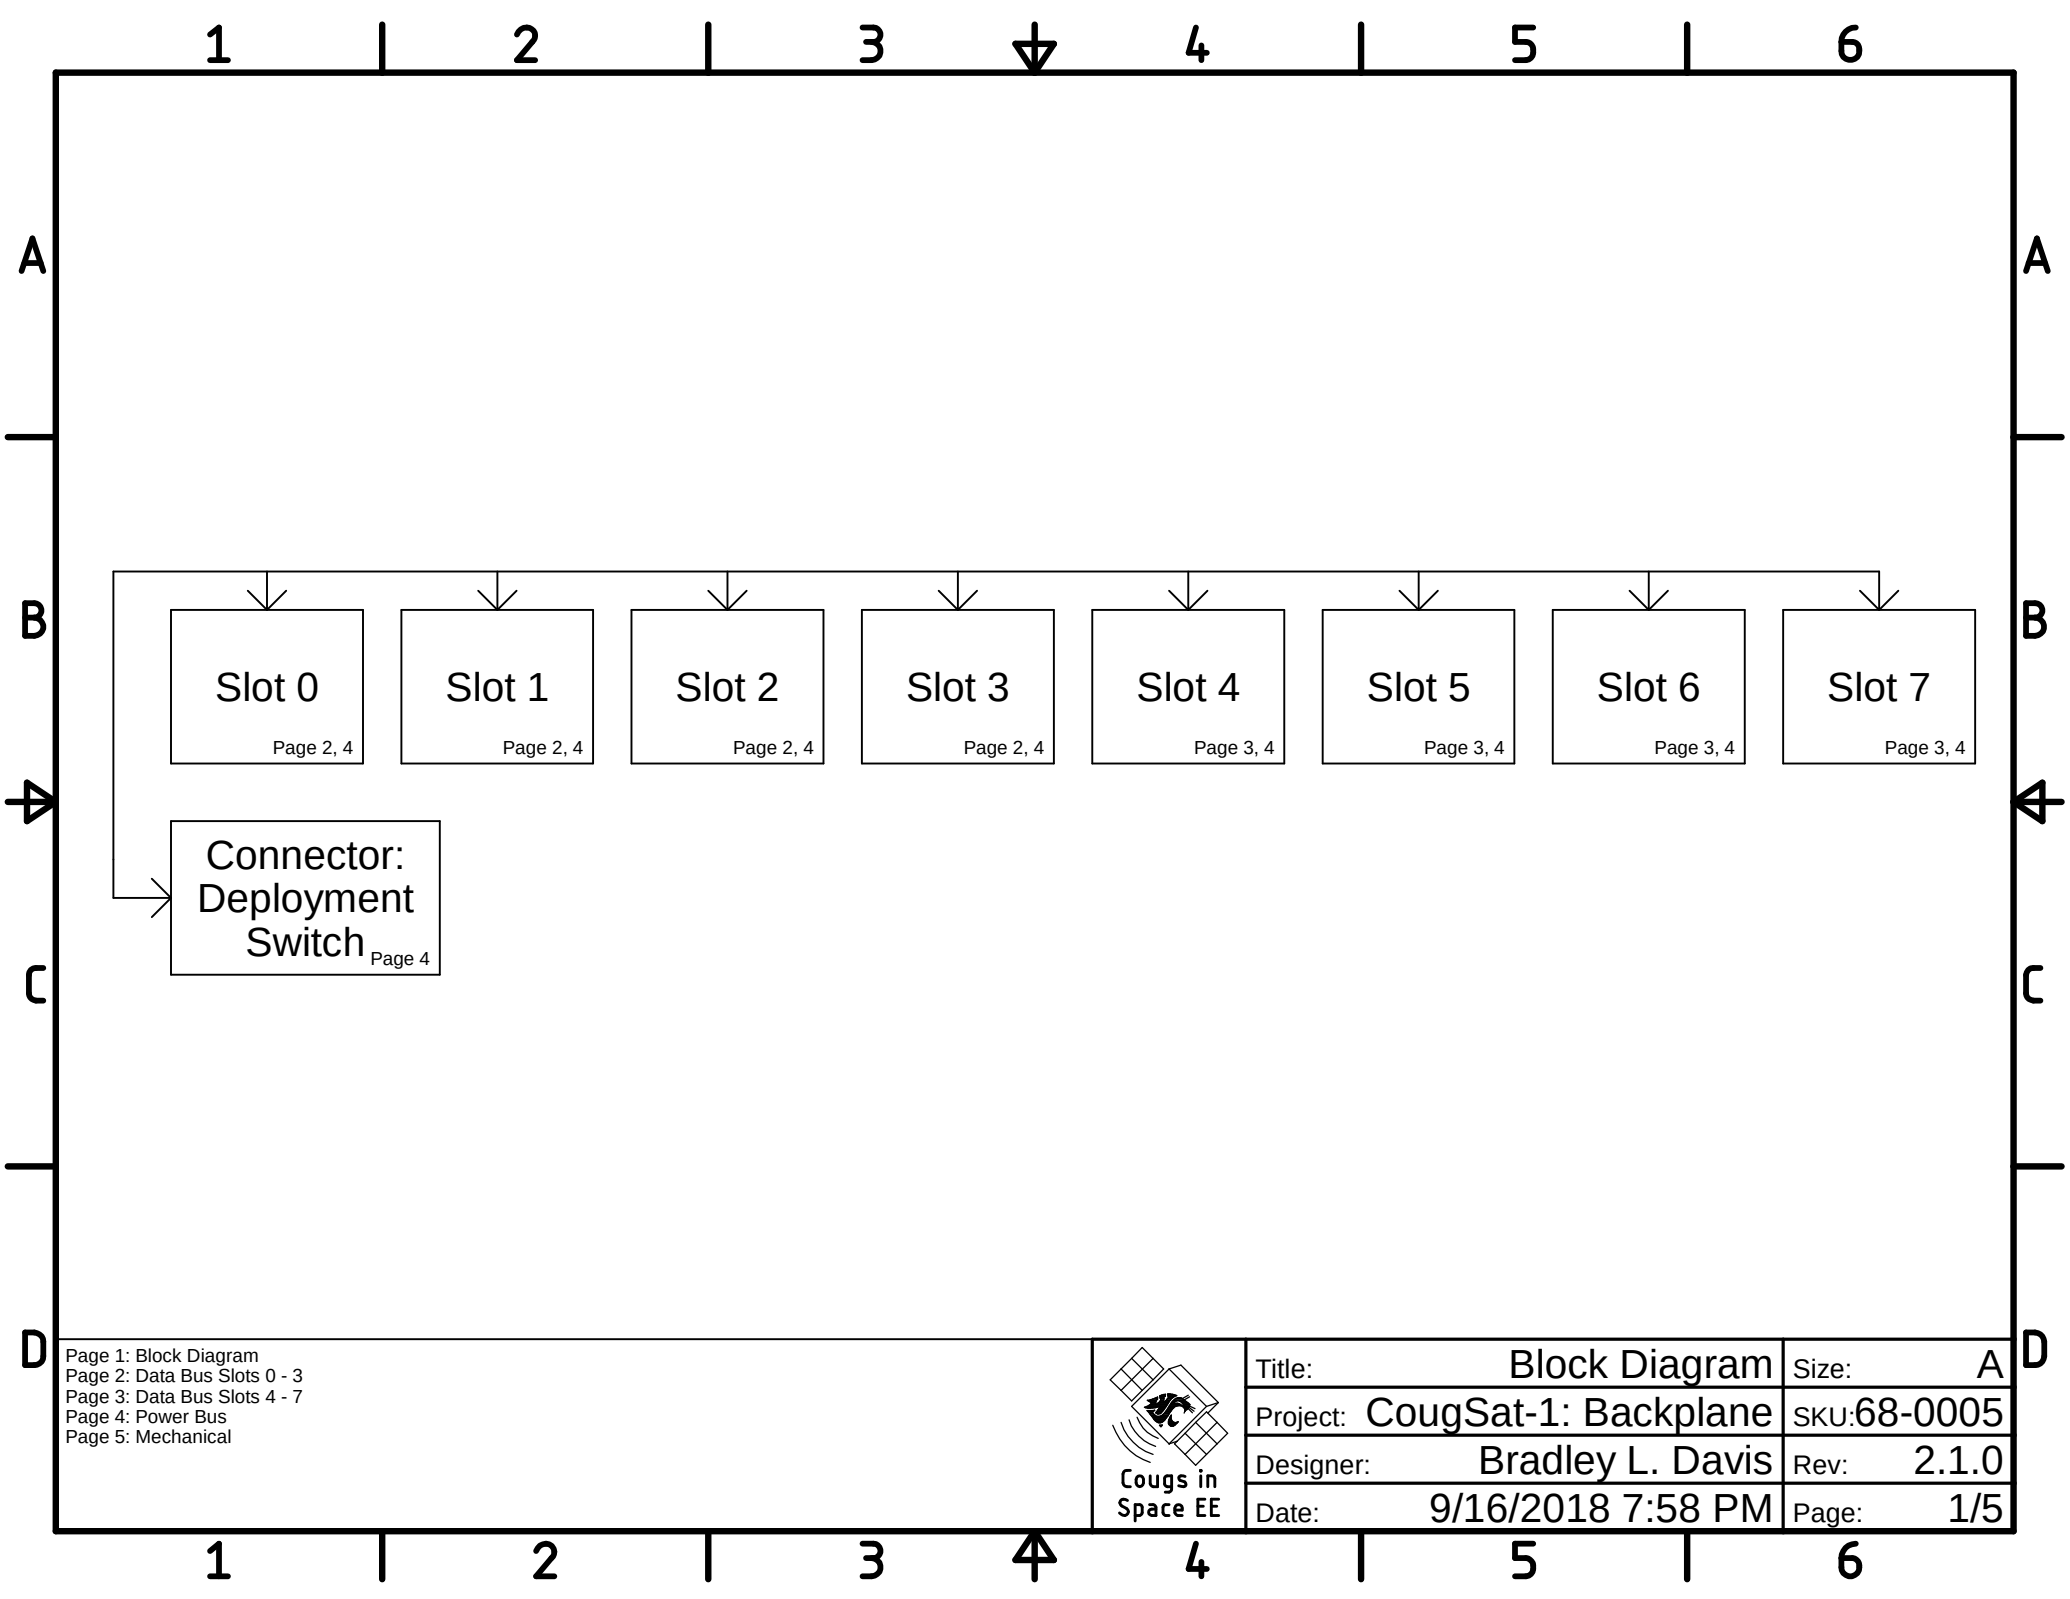 1 2 3 4 5 6
A A
B B
Slot 0 Slot 1 Slot 2 Slot 3 Slot 4 Slot 5 Slot 6 Slot 7
Page 2, 4 Page 2, 4 Page 2, 4 Page 2, 4 Page 3, 4 Page 3, 4 Page 3, 4 Page 3, 4
Connector:
Deployment
Switch Page 4
C C
D D
Page 1: Block Diagram
Page 2: Data Bus Slots 0 - 3
Page 3: Data Bus Slots 4 - 7
Page 4: Power Bus
Page 5: Mechanical
Cougs in
Space EE
Title: Block Diagram Size: A
Project: CougSat-1: Backplane SKU:68-0005
Designer: Bradley L. Davis Rev: 2.1.0
Date: 9/16/2018 7:58 PM Page: 1/5
1 2 3 4 5 6